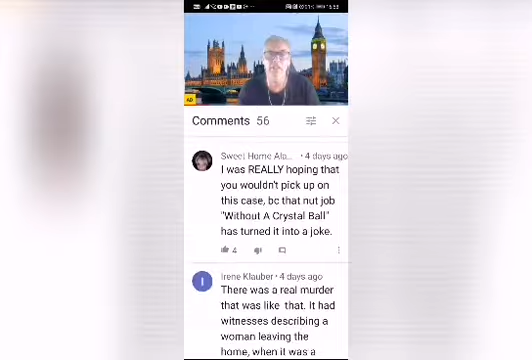 AD
Comments 56
Sweet Home Ala... • 4 days ago
I was REALLY hoping that
you wouldn't pick up on
this case, bc that nut job
"Without A Crystal Ball"
has turned it into a joke.
4
I
Irene Klauber • 4 days ago
There was a real murder
that was like that. It had
witnesses describing a
woman leaving the
home, when it was a